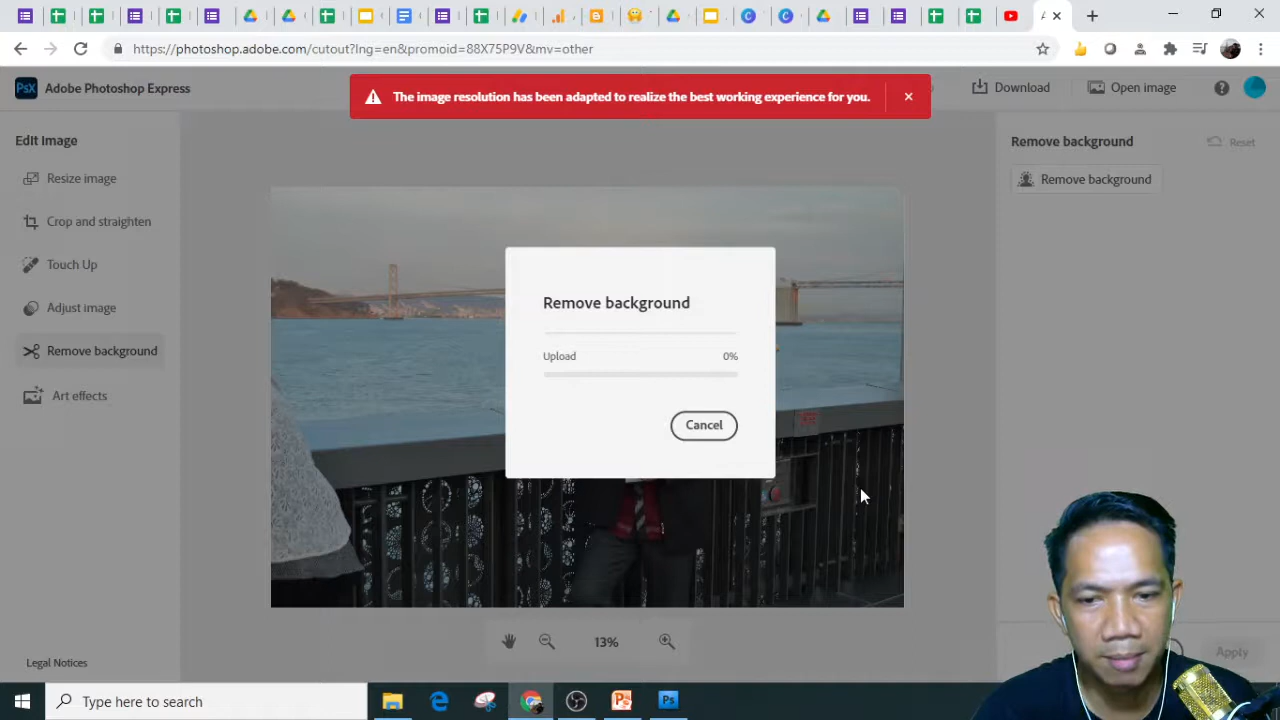 https://photoshop.adobe.com/cutout?lng=en&promoid=88X75P9V&mv=other
PsX Adobe Photoshop Express
The image resolution has been adapted to realize the best working experience for you.
Download
Open image
Edit Image
Resize image
Crop and straighten
Touch Up
Adjust image
Remove background
Art effects
Remove background
Upload 0%
Cancel
Remove background
Reset
Remove background
13%
Apply
Legal Notices
Type here to search
Ps